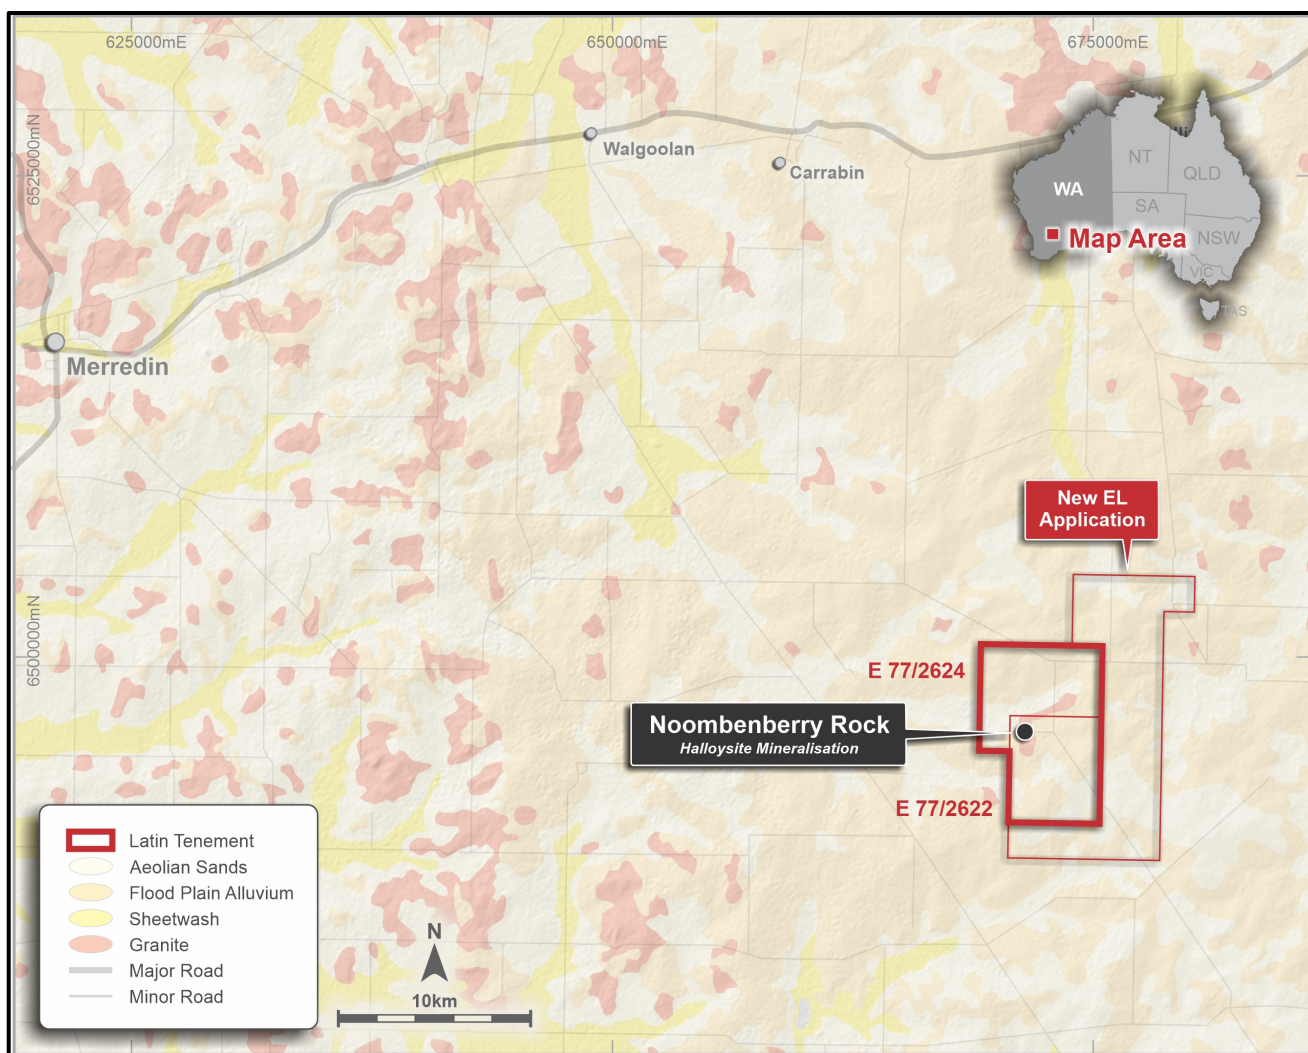 625000mE
650000mE
675000mE
6525000mN
6500000mN
Walgoolan
Carrabin
Merredin
NT
QLD
WA
SA
Map Area
NSW
VIC
TAS
New EL
Application
E 77/2624
Noombenberry Rock
Halloysite Mineralisation
E 77/2622
Latin Tenement
Aeolian Sands
Flood Plain Alluvium
Sheetwash
Granite
Major Road
Minor Road
N
10km